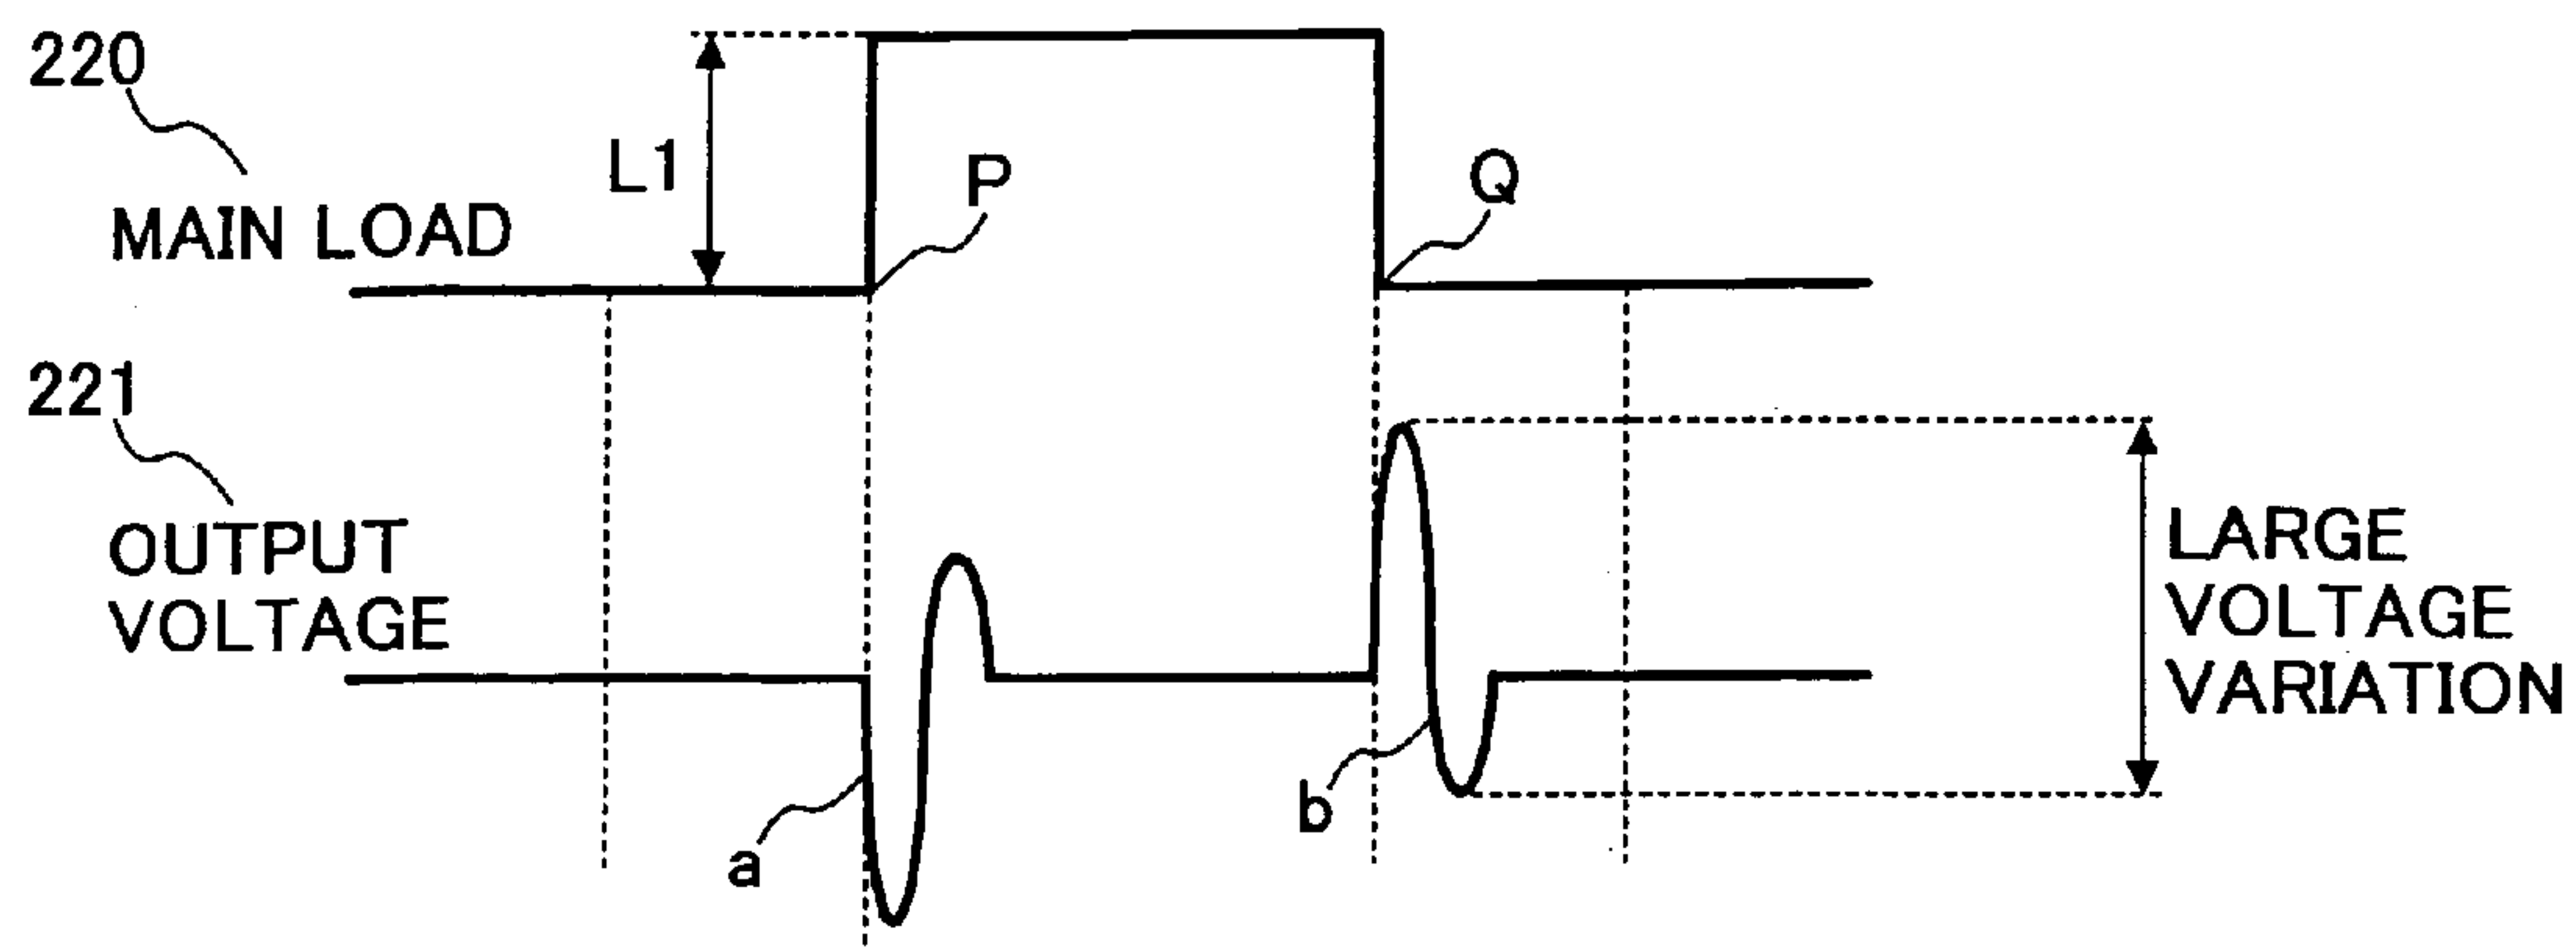 220
MAIN LOAD
L1
P
Q
221
OUTPUT
VOLTAGE
a
b
LARGE
VOLTAGE
VARIATION